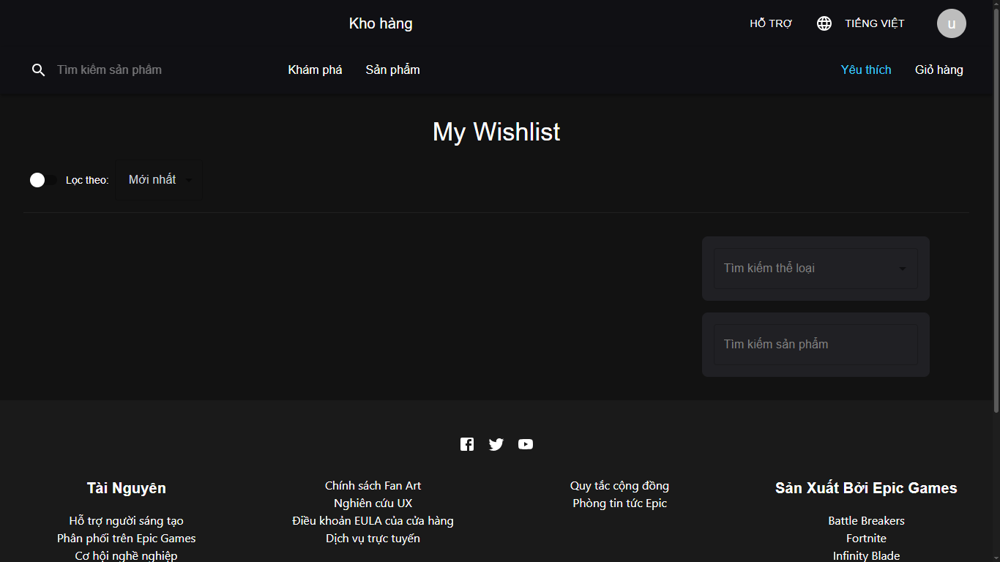 Kho hàng
HỖ TRỢ
TIẾNG VIỆT
u
Tìm kiếm sản phẩm
Khám phá
Sản phẩm
Yêu thích
Giỏ hàng
My Wishlist
Lọc theo:
Mới nhất
Tìm kiếm thể loại
Tìm kiếm sản phẩm
Tài Nguyên
Hỗ trợ người sáng tạo
Phân phối trên Epic Games
Cơ hội nghề nghiệp
Chính sách Fan Art
Nghiên cứu UX
Điều khoản EULA của cửa hàng
Dịch vụ trực tuyến
Quy tắc cộng đồng
Phòng tin tức Epic
Sản Xuất Bởi Epic Games
Battle Breakers
Fortnite
Infinity Blade